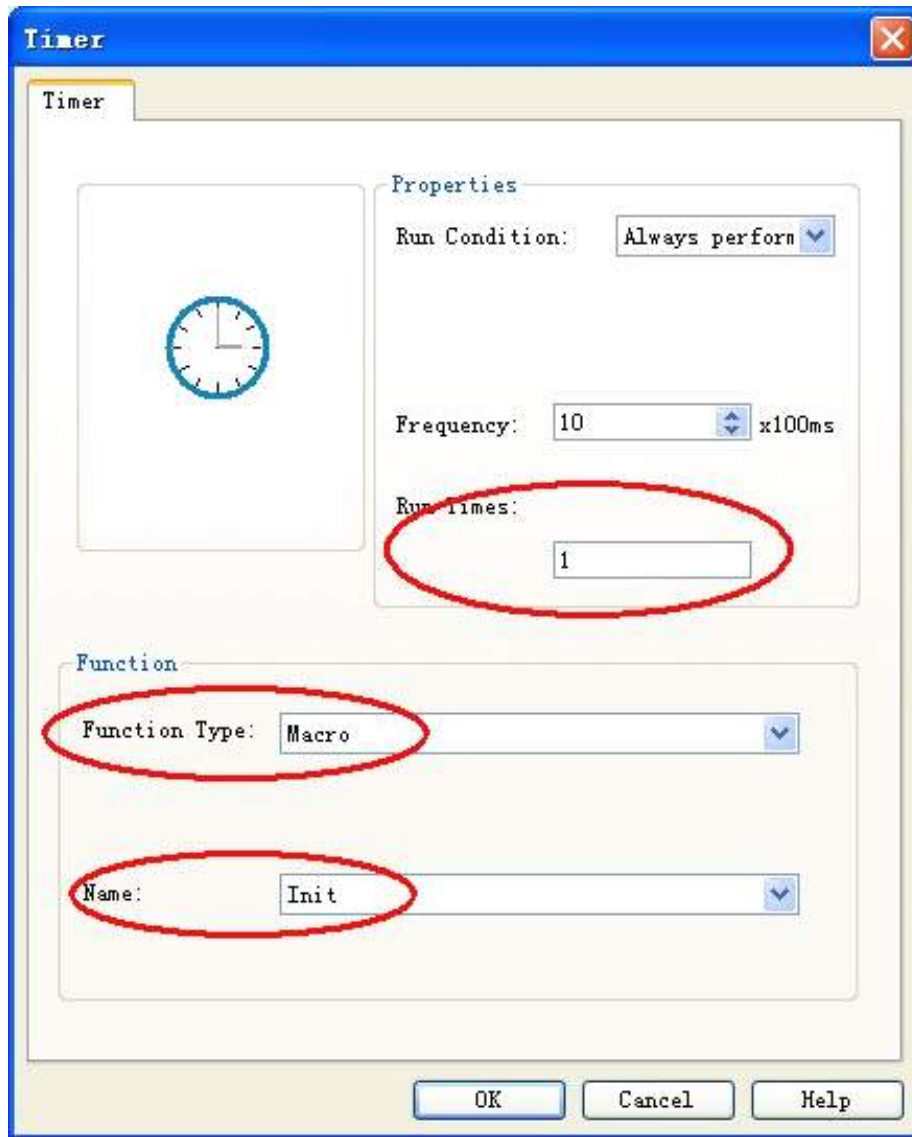 Timer
Timer
Properties
Run Condition: Always perforn
Frequency: 10 x100ms
Run Times:
1
Function
Function Type: Macro
Name: Init
OK Cancel Help